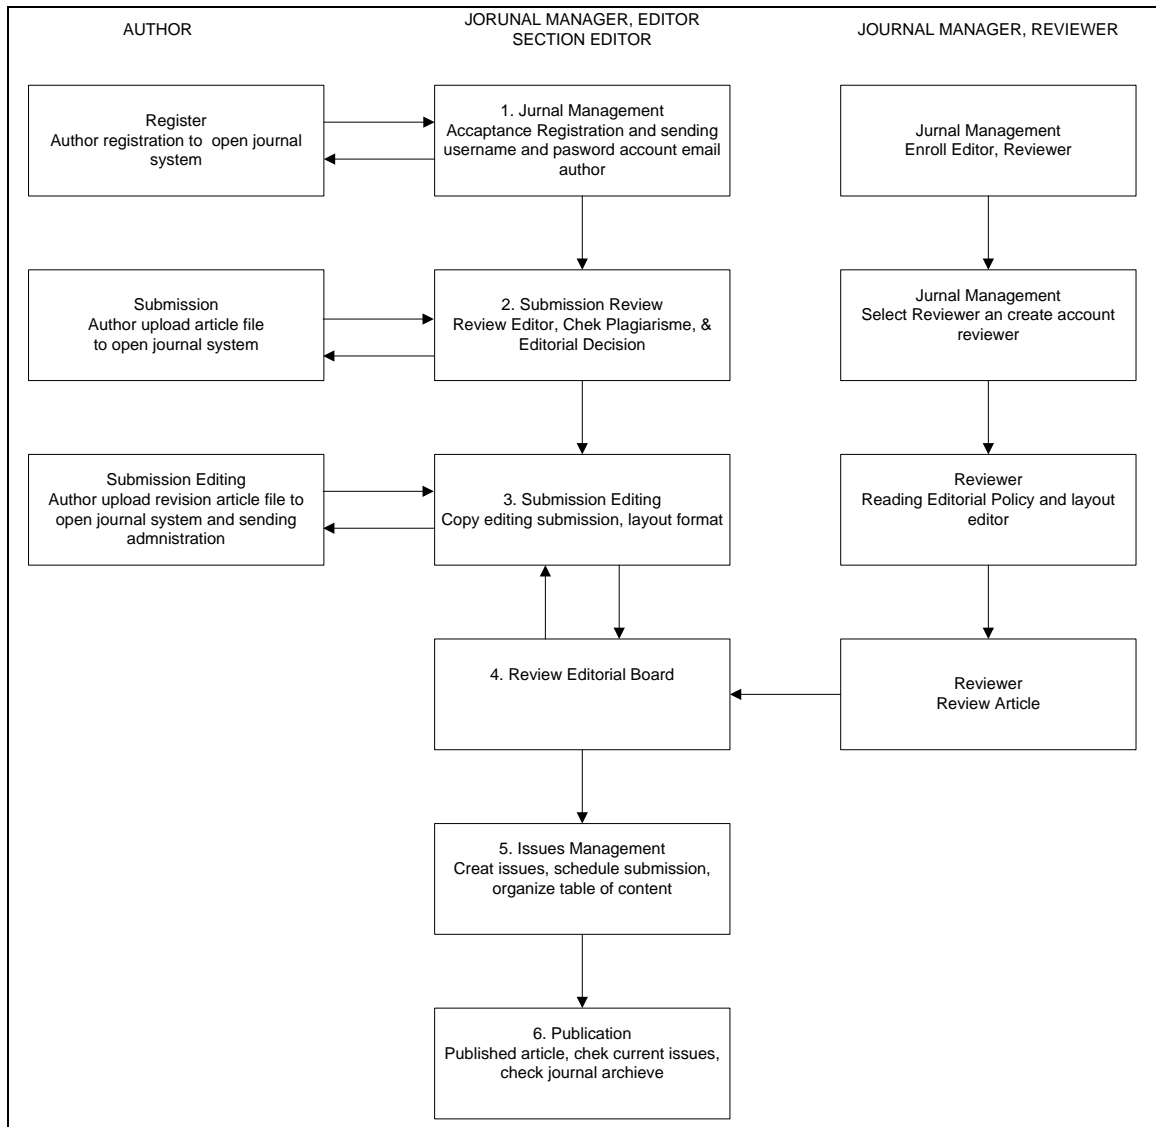 AUTHOR
JORUNAL MANAGER, EDITOR
SECTION EDITOR
JOURNAL MANAGER, REVIEWER
Register
Author registration to open journal
system
1. Jurnal Management
Accaptance Registration and sending
username and pasword account email
author
Jurnal Management
Enroll Editor, Reviewer
Submission
Author upload article file
to open journal system
2. Submission Review
Review Editor, Chek Plagiarisme, &
Editorial Decision
Jurnal Management
Select Reviewer an create account
reviewer
Submission Editing
Author upload revision article file to
open journal system and sending
admnistration
3. Submission Editing
Copy editing submission, layout format
Reviewer
Reading Editorial Policy and layout
editor
4. Review Editorial Board
Reviewer
Review Article
5. Issues Management
Creat issues, schedule submission,
organize table of content
6. Publication
Published article, chek current issues,
check journal archieve